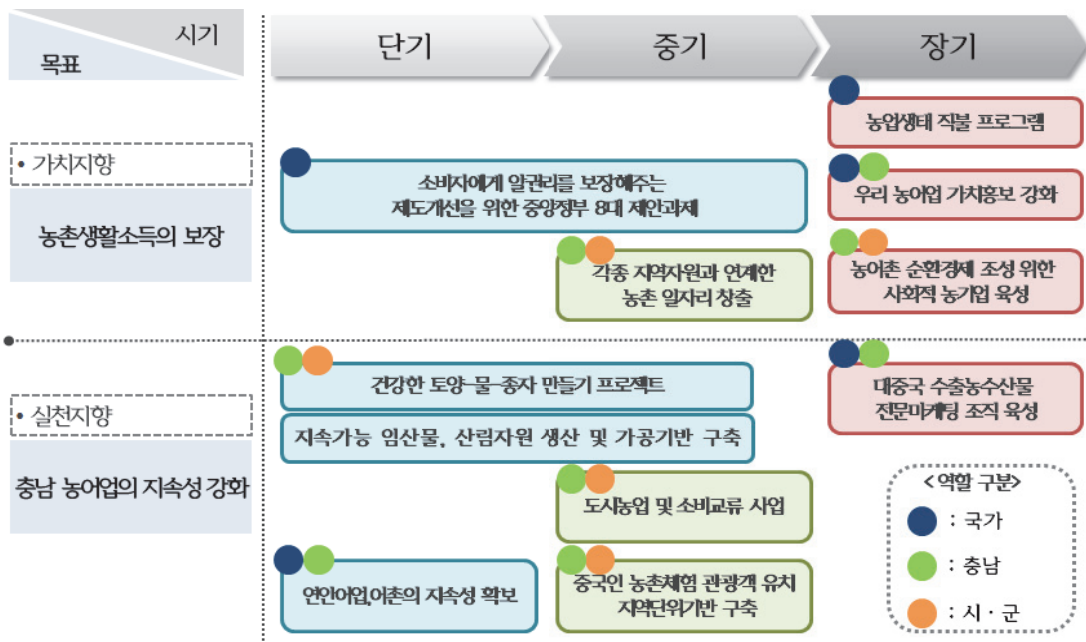 시기
목표
단기
중기
장기
• 가치지향
농촌생활소득의 보장
농업생태 직불 프로그램
소비자에게 알권리를 보장해주는
제도개선을 위한 중앙정부 8대 제안과제
우리 농어업 가치홍보 강화
각종 지역자원과 연계한
농촌 일자리 창출
농어촌 순환경제 조성 위한
사회적 농기업 육성
• 실천지향
충남 농어업의 지속성 강화
건강한 토양-물-종자 만들기 프로젝트
대중국 수출농수산물
전문마케팅 조직 육성
지속가능 임산물, 산림자원 생산 및 가공기반 구축
도시농업 및 소비교류 사업
연안어업,어촌의 지속성 확보
중국인 농촌체험 관광객 유치
지역단위기반 구축
<역할 구분>
: 국가
: 충남
: 시 · 군